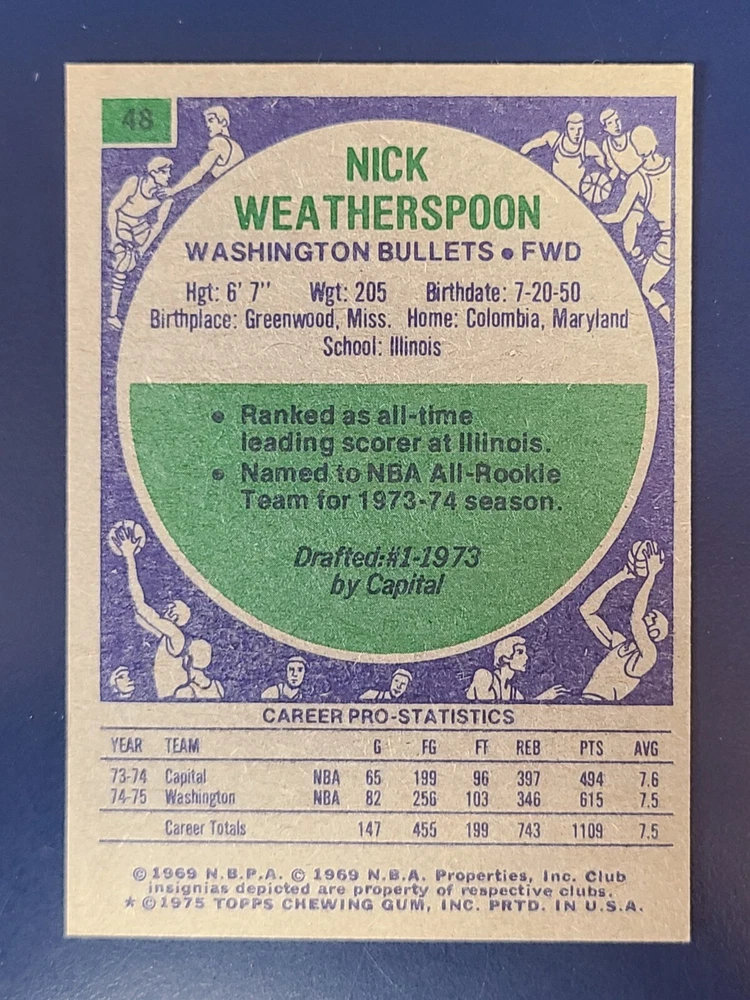 48
NICK
WEATHERSPOON
WASHINGTON BULLETS • FWD
Hgt: 6' 7" Wgt: 205 Birthdate: 7-20-50
Birthplace: Greenwood, Miss. Home: Colombia, Maryland
School: Illinois
• Ranked as all-time
leading scorer at Illinois.
• Named to NBA All-Rookie
Team for 1973-74 season.
Drafted:#1-1973
by Capital
CAREER PRO-STATISTICS
YEAR TEAM G FG FT REB PTS AVG
73-74 Capital NBA 65 199 96 397 494 7.6
74-75 Washington NBA 82 256 103 346 615 7.5
Career Totals 147 455 199 743 1109 7.5
© 1969 N.B.P.A. © 1969 N.B.A. Properties, Inc. Club
insignias depicted are property of respective clubs.
* © 1975 TOPPS CHEWING GUM, INC. PRTD. IN U.S.A.